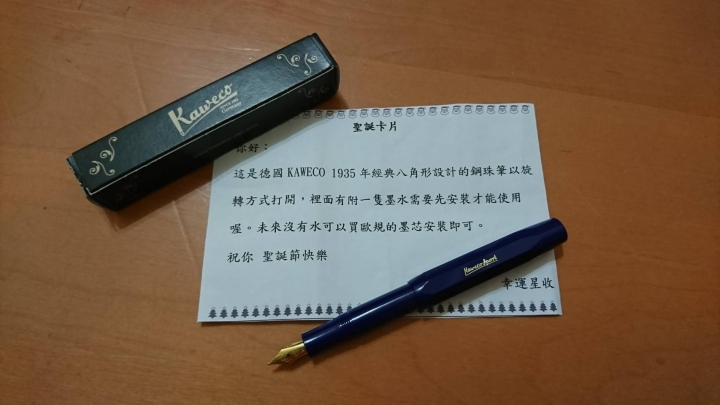 Kaweco
聖誕卡片
你好：
這是德國 KAWECO 1935 年經典八角形設計的鋼珠筆以旋
轉方式打開，裡面有附一隻墨水需要先安裝才能使用
喔。未來沒有水可以買歐規的墨芯安裝即可。
祝你 聖誕節快樂
Kaweco Sport
幸運星收